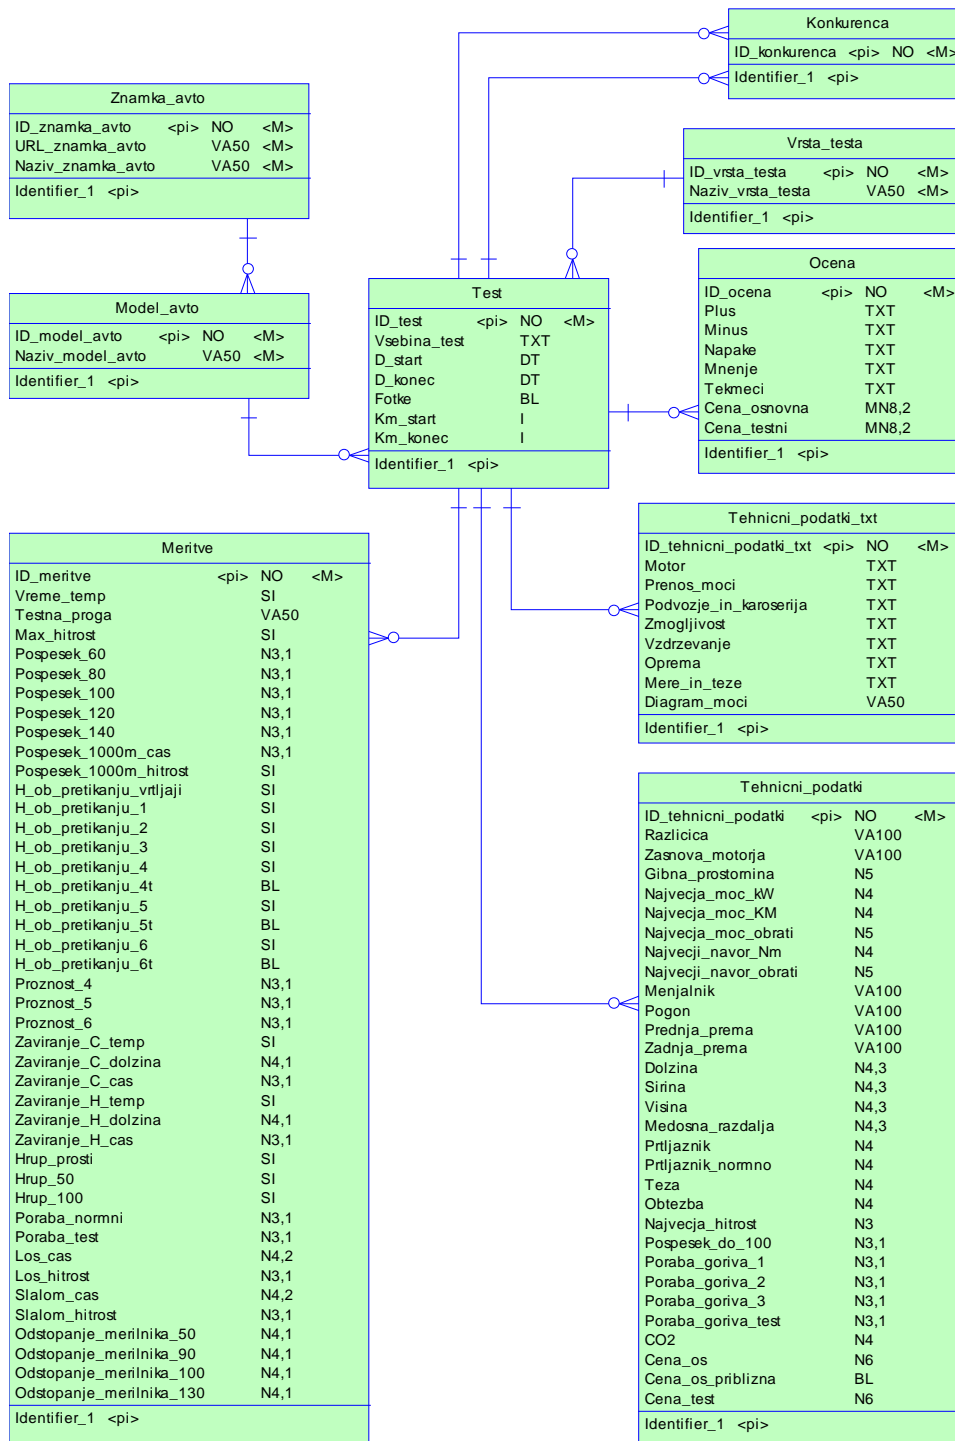 Konkurenca
ID_konkurenca <pi> NO <M>
Identifier_1 <pi>
Znamka_avto
ID_znamka_avto <pi> NO <M>
URL_znamka_avto VA50 <M>
Naziv_znamka_avto VA50 <M>
Identifier_1 <pi>
Vrsta_testa
ID_vrsta_testa <pi> NO <M>
Naziv_vrsta_testa VA50 <M>
Identifier_1 <pi>
Model_avto
ID_model_avto <pi> NO <M>
Naziv_model_avto VA50 <M>
Identifier_1 <pi>
Test
ID_test <pi> NO <M>
Vsebina_test TXT
D_start DT
D_konec DT
Fotke BL
Km_start I
Km_konec I
Identifier_1 <pi>
Ocena
ID_ocena <pi> NO <M>
Plus TXT
Minus TXT
Napake TXT
Mnenje TXT
Tekmeci TXT
Cena_osnovna MN8,2
Cena_testni MN8,2
Identifier_1 <pi>
Tehnicni_podatki_txt
ID_tehnicni_podatki_txt <pi> NO <M>
Motor TXT
Prenos_moci TXT
Podvozje_in_karoserija TXT
Zmogljivost TXT
Vzdrzevanje TXT
Oprema TXT
Mere_in_teze TXT
Diagram_moci VA50
Identifier_1 <pi>
Meritve
ID_meritve <pi> NO <M>
Vreme_temp SI
Testna_proga VA50
Max_hitrost SI
Pospesek_60 N3,1
Pospesek_80 N3,1
Pospesek_100 N3,1
Pospesek_120 N3,1
Pospesek_140 N3,1
Pospesek_1000m_cas N3,1
Pospesek_1000m_hitrost SI
H_ob_pretikanju_vrtljaji SI
H_ob_pretikanju_1 SI
H_ob_pretikanju_2 SI
H_ob_pretikanju_3 SI
H_ob_pretikanju_4 SI
H_ob_pretikanju_4t BL
H_ob_pretikanju_5 SI
H_ob_pretikanju_5t BL
H_ob_pretikanju_6 SI
H_ob_pretikanju_6t BL
Proznost_4 N3,1
Proznost_5 N3,1
Proznost_6 N3,1
Zaviranje_C_temp SI
Zaviranje_C_dolzina N4,1
Zaviranje_C_cas N3,1
Zaviranje_H_temp SI
Zaviranje_H_dolzina N4,1
Zaviranje_H_cas N3,1
Hrup_prosti SI
Hrup_50 SI
Hrup_100 SI
Poraba_normni N3,1
Poraba_test N3,1
Los_cas N4,2
Los_hitrost N3,1
Slalom_cas N4,2
Slalom_hitrost N3,1
Odstopanje_merilnika_50 N4,1
Odstopanje_merilnika_90 N4,1
Odstopanje_merilnika_100 N4,1
Odstopanje_merilnika_130 N4,1
Identifier_1 <pi>
Tehnicni_podatki
ID_tehnicni_podatki <pi> NO <M>
Razlicica VA100
Zasnova_motorja VA100
Gibna_prostornina N5
Najvecja_moc_kW N4
Najvecja_moc_KM N4
Najvecja_moc_obrati N5
Najvecji_navor_Nm N4
Najvecji_navor_obrati N5
Menjalnik VA100
Pogon VA100
Prednja_prema VA100
Zadnja_prema VA100
Dolzina N4,3
Sirina N4,3
Visina N4,3
Medosna_razdalja N4,3
Prtljaznik N4
Prtljaznik_normno N4
Teza N4
Obtezba N4
Najvecja_hitrost N3
Pospesek_do_100 N3,1
Poraba_goriva_1 N3,1
Poraba_goriva_2 N3,1
Poraba_goriva_3 N3,1
Poraba_goriva_test N3,1
CO2 N4
Cena_os N6
Cena_os_priblizna BL
Cena_test N6
Identifier_1 <pi>